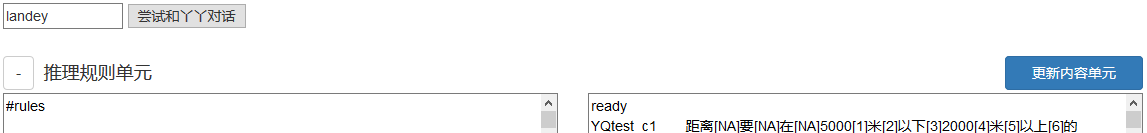 landey 尝试和丫丫对话
- 推理规则单元 更新内容单元
#rules
ready
YQtest_c1 距离[NA]要[NA]在[NA]5000[1]米[2]以下[3]2000[4]米[5]以上[6]的